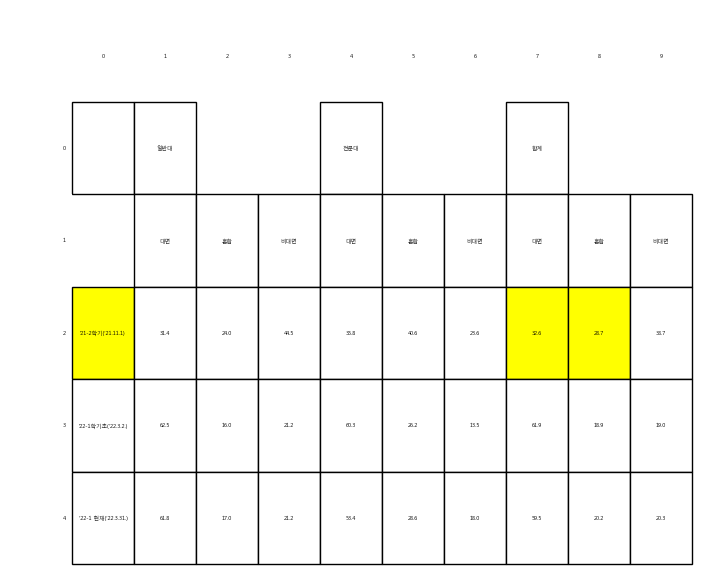 0 1 2 3 4 5 6 7 8 9
0 일반대 전문대 합계
1 대면 혼합 비대면 대면 혼합 비대면 대면 혼합 비대면
2 '21-2학기('21.11.1.) 31.4 24.0 44.5 35.8 40.6 23.6 32.6 28.7 38.7
3 '22-1학기초('22.3.2.) 62.5 16.0 21.2 60.3 26.2 13.5 61.9 18.9 19.0
4 '22-1 현재('22.3.31.) 61.8 17.0 21.2 53.4 28.6 18.0 59.5 20.2 20.3